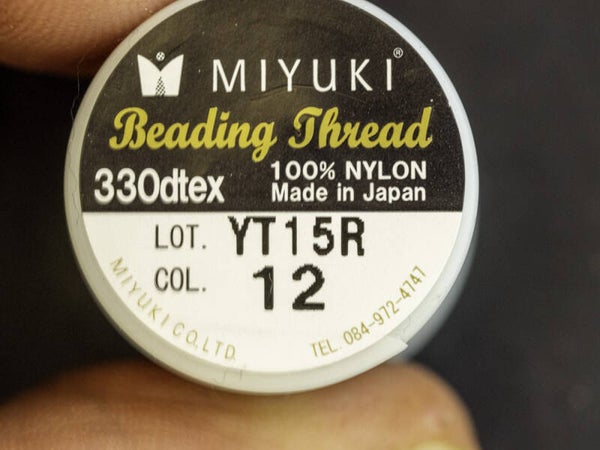 MIYUKI®
Beading Thread
330dtex
100% NYLON
Made in Japan
LOT. YT15R
COL. 12
MIYUKI CO.,LTD.
TEL. 084-972-4747